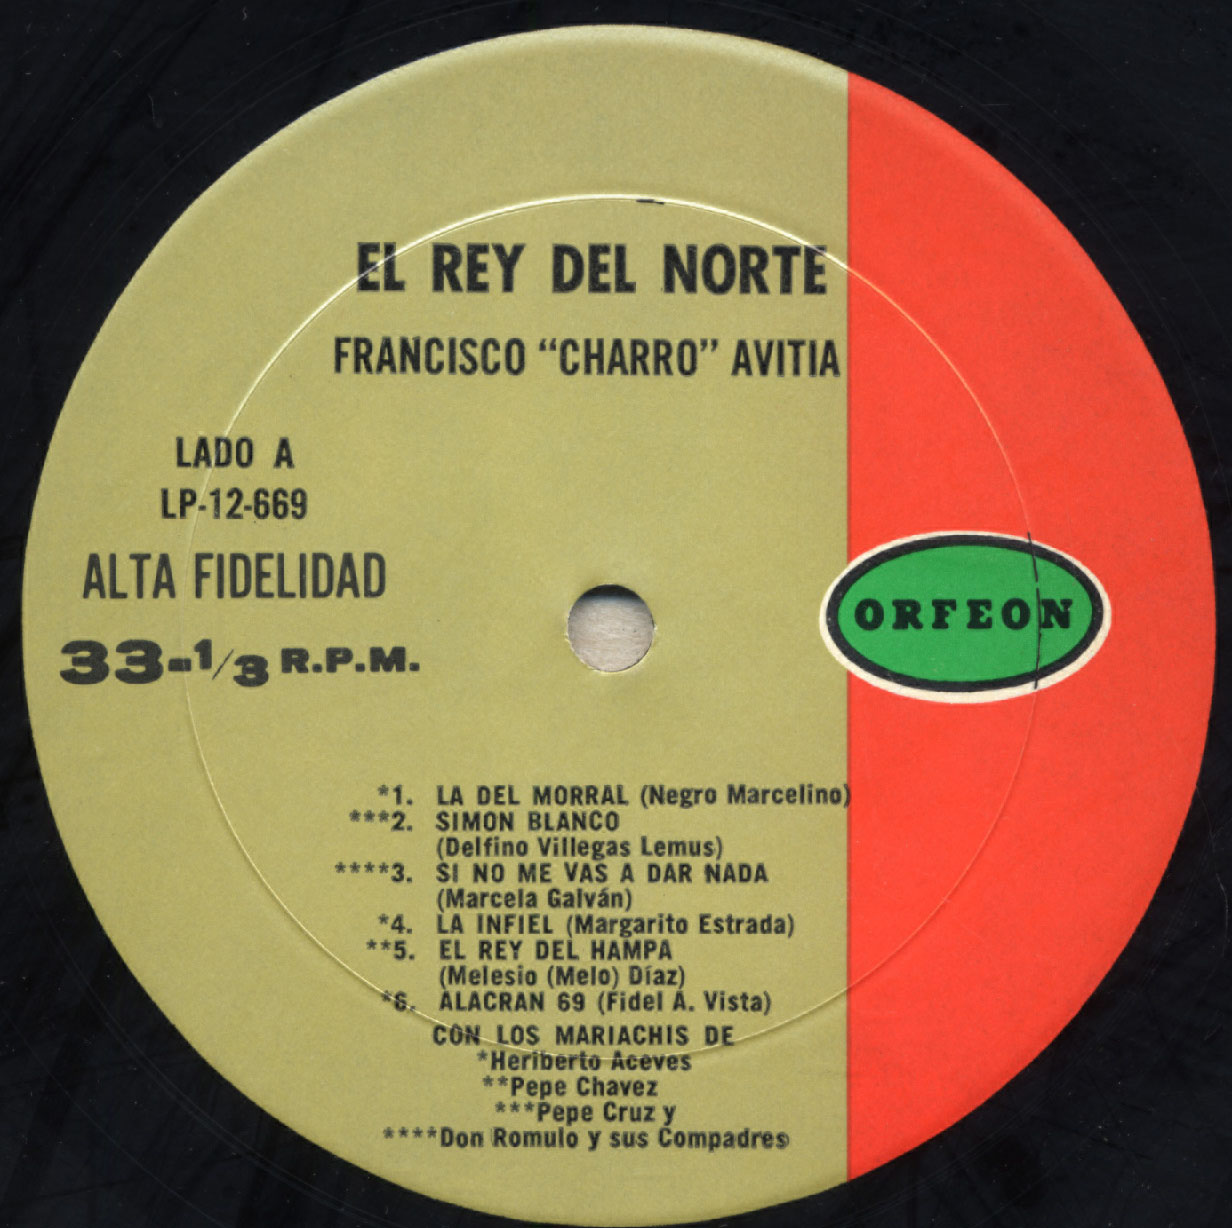 EL REY DEL NORTE
FRANCISCO “CHARRO” AVITIA
LADO A
LP-12-669
ALTA FIDELIDAD
33-1/3 R.P.M.
ORFEON
*1. LA DEL MORRAL (Negro Marcelino)
***2. SIMON BLANCO
(Delfino Villegas Lemus)
****3. SI NO ME VAS A DAR NADA
(Marcela Galván)
*4. LA INFIEL (Margarito Estrada)
**5. EL REY DEL HAMPA
(Melesio (Melo) Díaz)
*6. ALACRAN 69 (Fidel A. Vista)
CON LOS MARIACHIS DE
*Heriberto Aceves
**Pepe Chavez
***Pepe Cruz y
****Don Romulo y sus Compadres